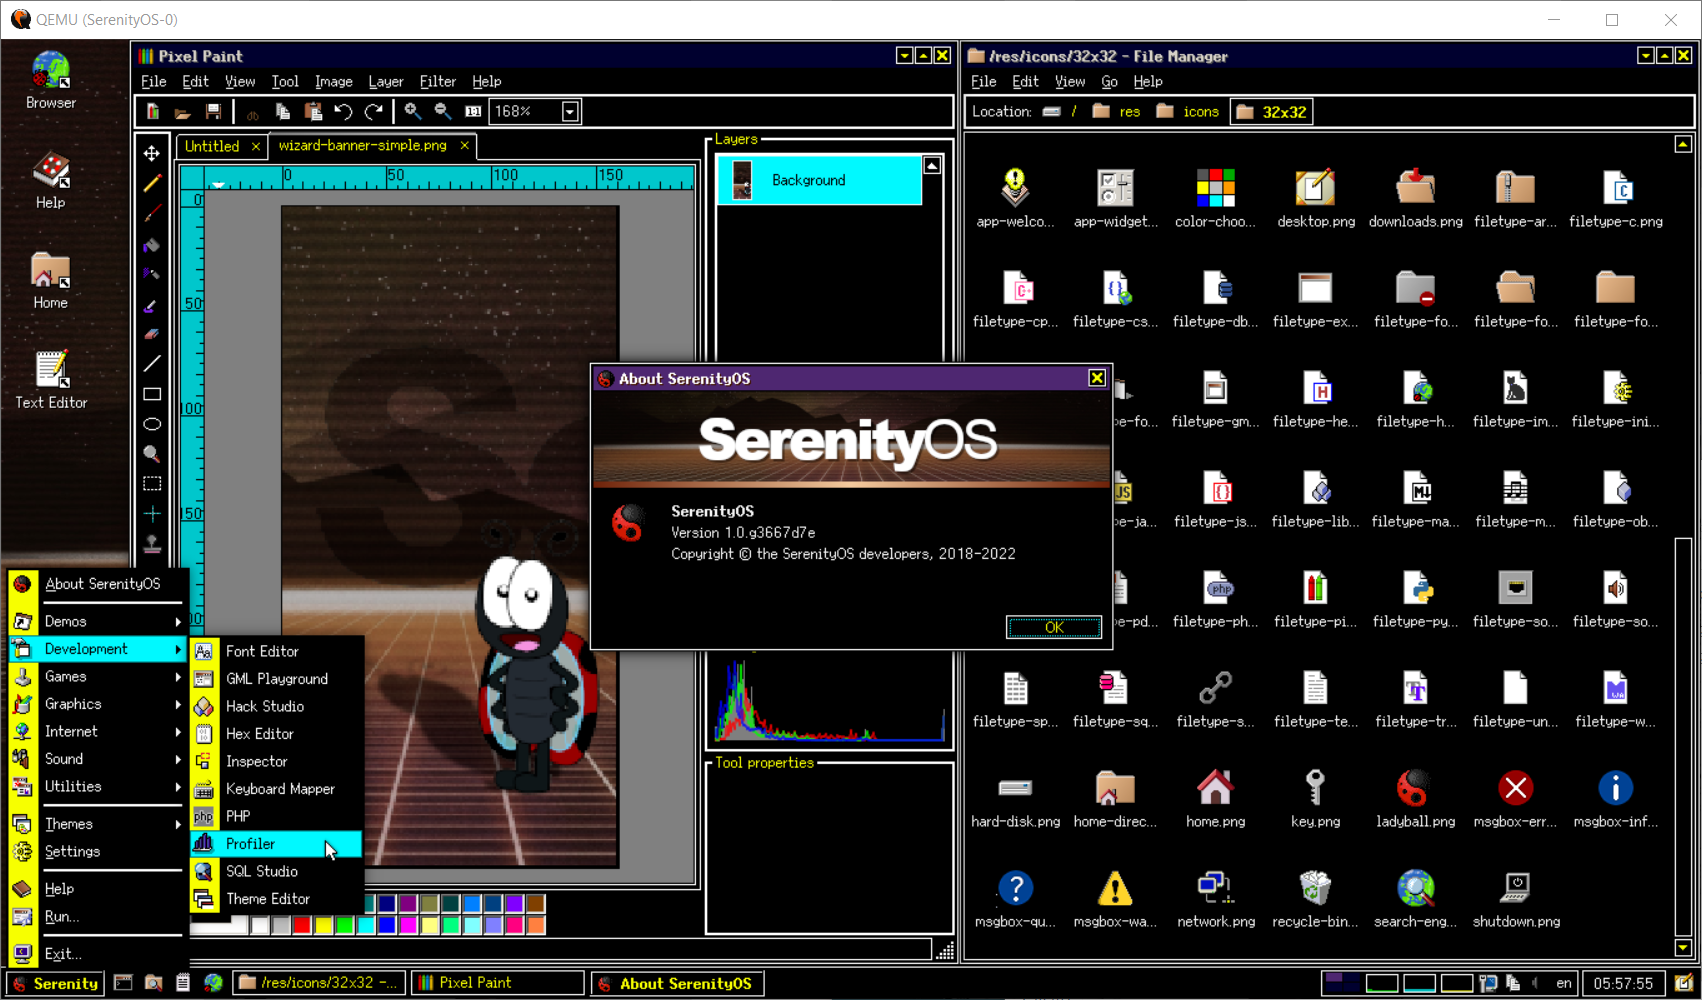 QEMU (SerenityOS-0)
Browser
Help
Home
Text Editor
Pixel Paint
File Edit View Tool Image Layer Filter Help
168%
Untitled
wizard-banner-simple.png
0 50 100 150
0
50
100
150
Layers
Background
Tool properties
/res/icons/32x32 - File Manager
File Edit View Go Help
Location: / res icons 32x32
app-welco... app-widget... color-choo... desktop.png downloads.png filetype-ar... filetype-c.png
filetype-cp... filetype-cs... filetype-db... filetype-ex... filetype-fo... filetype-fo... filetype-fo...
pe-fo... filetype-gm... filetype-he... filetype-h... filetype-im... filetype-ini...
pe-ja... filetype-js... filetype-lib... filetype-ma... filetype-m... filetype-ob...
pe-pd... filetype-ph... filetype-pi... filetype-py... filetype-so... filetype-so...
filetype-sp... filetype-sq... filetype-s... filetype-te... filetype-tr... filetype-un... filetype-w...
hard-disk.png home-direc... home.png key.png ladyball.png msgbox-err... msgbox-inf...
msgbox-qu... msgbox-wa... network.png recycle-bin... search-eng... shutdown.png
About SerenityOS
SerenityOS
SerenityOS
Version 1.0.g3667d7e
Copyright © the SerenityOS developers, 2018-2022
OK
About SerenityOS
Demos
Development
Games
Graphics
Internet
Sound
Utilities
Themes
Settings
Help
Run...
Exit...
Font Editor
GML Playground
Hack Studio
Hex Editor
Inspector
Keyboard Mapper
PHP
Profiler
SQL Studio
Theme Editor
Serenity
/res/icons/32x32 -...
Pixel Paint
About SerenityOS
en
05:57:55